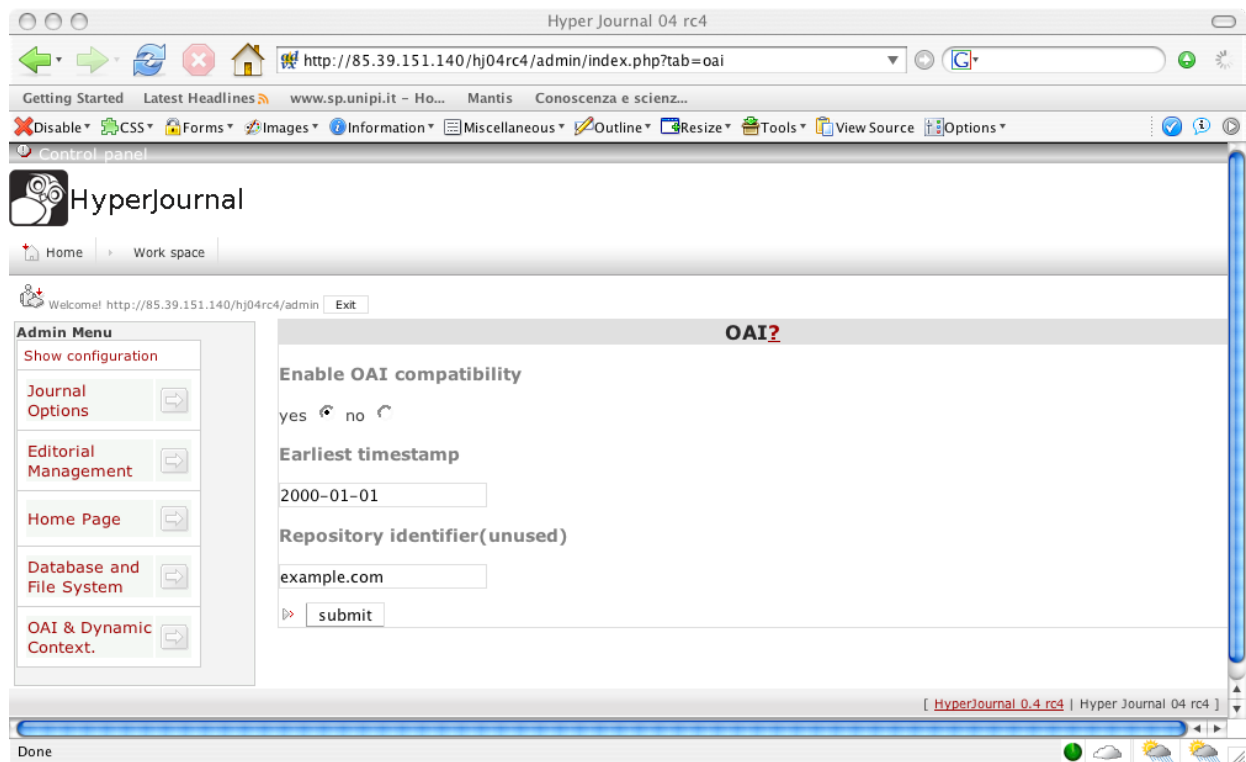 Hyper Journal 04 rc4
http://85.39.151.140/hj04rc4/admin/index.php?tab=oai
G
Getting Started Latest Headlines www.sp.unipi.it – Ho... Mantis Conoscenza e scienz...
Disable CSS Forms Images Information Miscellaneous Outline Resize Tools View Source Options
Control panel
HyperJournal
Home Work space
Welcome! http://85.39.151.140/hj04rc4/admin Exit
Admin Menu
Show configuration
Journal
Options
Editorial
Management
Home Page
Database and
File System
OAI & Dynamic
Context.
OAI?
Enable OAI compatibility
yes no
Earliest timestamp
2000-01-01
Repository identifier(unused)
example.com
submit
[ HyperJournal 0.4 rc4 | Hyper Journal 04 rc4 ]
Done